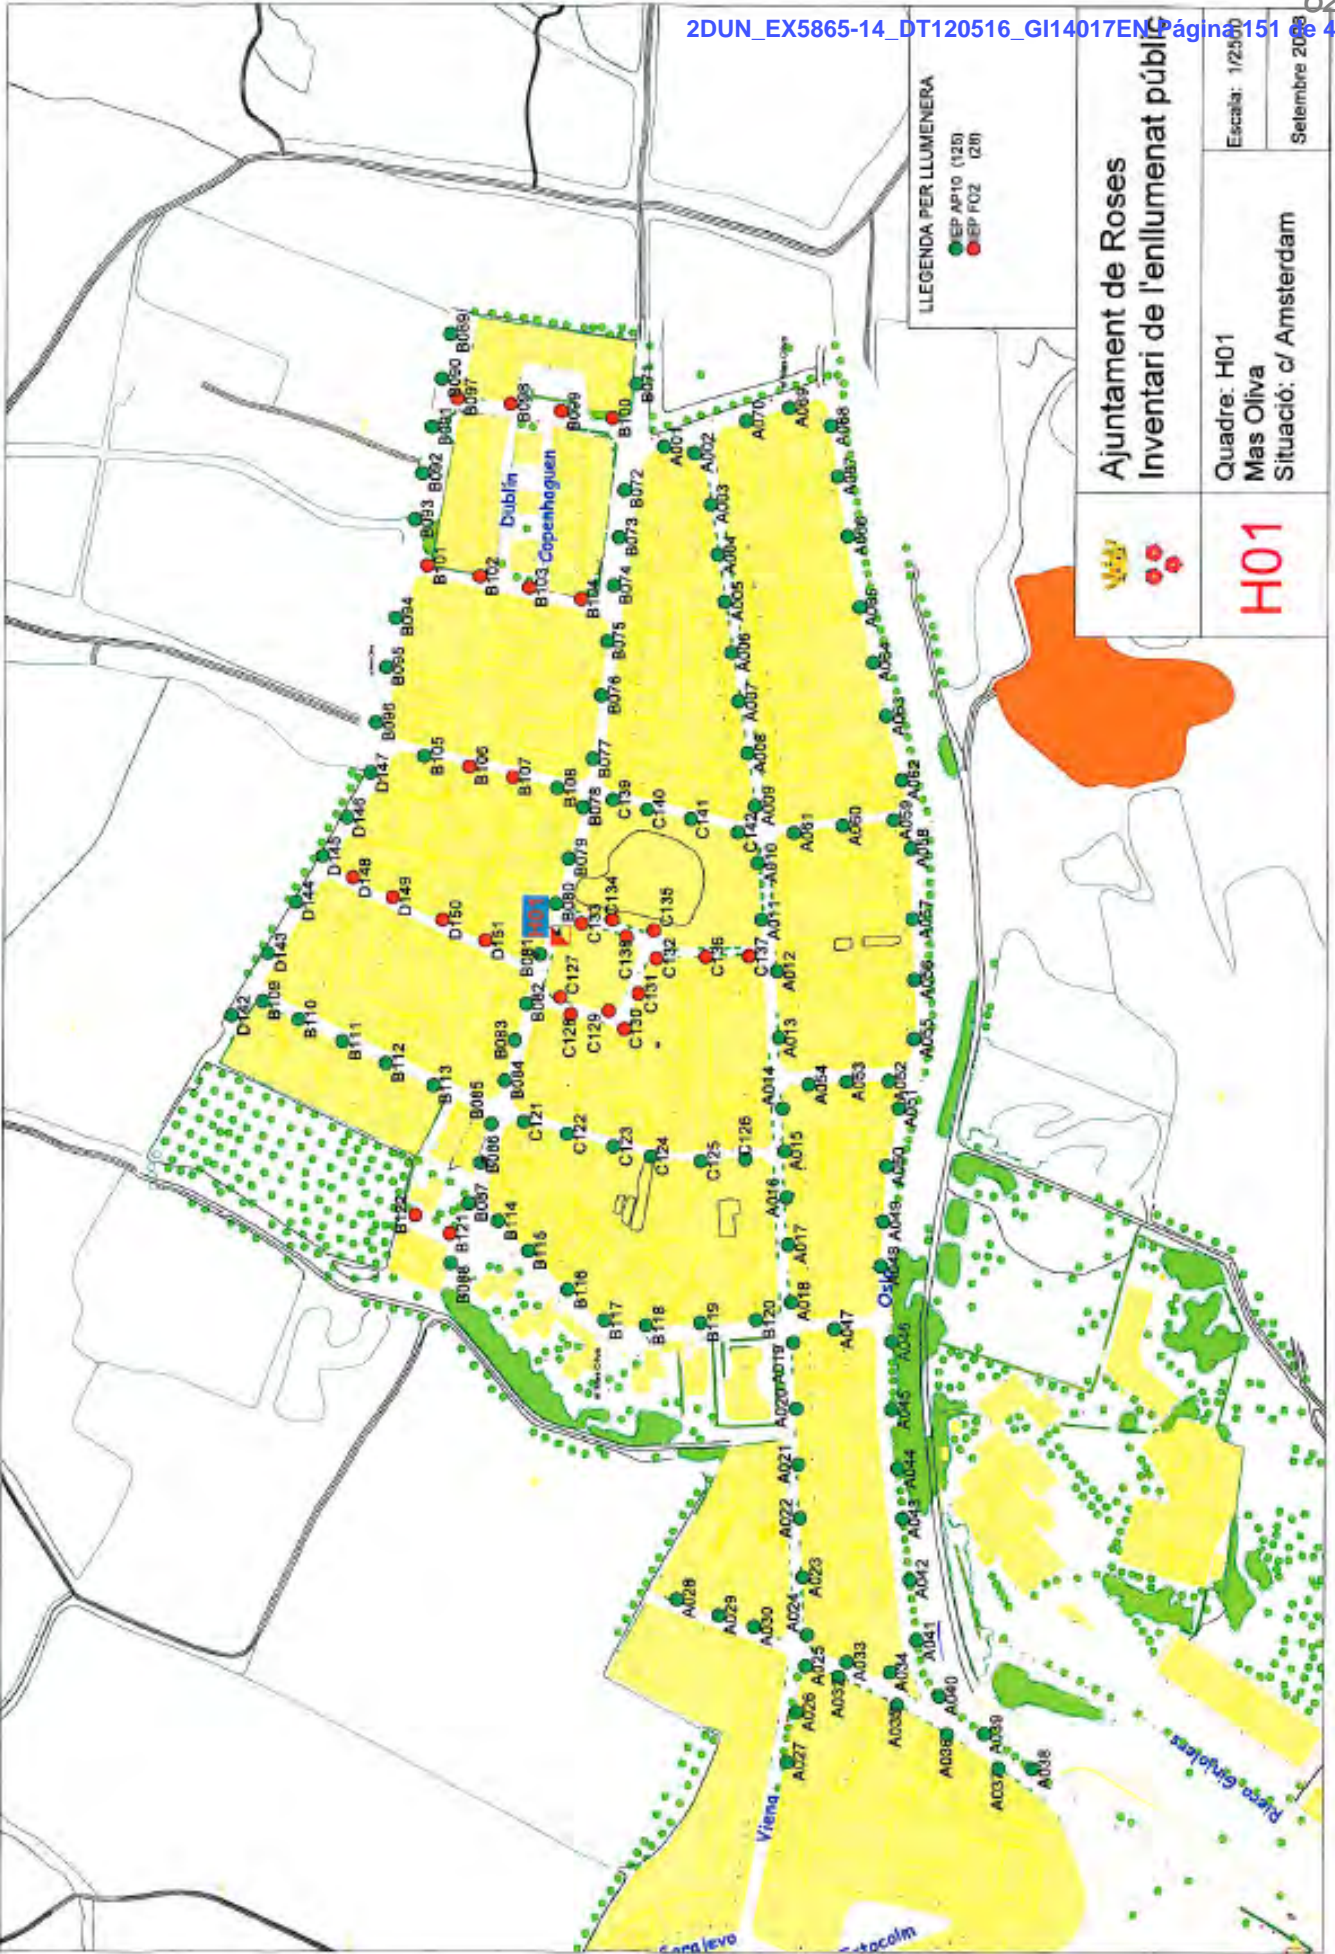 2DUN_EX5865-14_DT120516_GI14017EN-Página 151 de 4
LLEGENDA PER LLUMENERA
IEP AP10 (125)
IEP FO2 (28)
Ajuntament de Roses
Inventari de l'enllumenat públic
H01
Quadre: H01
Mas Oliva
Situació: c/ Amsterdam
Escala:
Setembre
B089
B090
B097
B091
B092
B093
B098
B099
B100
B071
B101
B102
B103
B104
Dublín
Copenhaguen
B072
B073
B074
B075
B076
B077
B078
B079
B080
B081
B082
B083
B084
B085
B086
B087
B088
B094
B095
B096
B105
B106
B107
B108
D147
D146
D145
D144
D143
D142
D148
D149
D150
D151
H01
B109
B110
B111
B112
B113
B114
B115
B116
B117
B118
B119
B120
B121
B122
C139
C140
C141
C142
C133
C134
C135
C138
C132
C136
C137
C131
C130
C129
C128
C127
C121
C122
C123
C124
C125
C126
A001
A002
A003
A004
A005
A006
A007
A008
A009
A010
A011
A012
A013
A014
A015
A016
A017
A018
A019
A020
A021
A022
A023
A024
A025
A026
A027
A028
A029
A030
A032
A033
A034
A035
A036
A037
A038
A039
A040
A041
A042
A043
A044
A045
A046
A047
A048
Oslo
A049
A050
A051
A052
A053
A054
A055
A056
A057
A058
A059
A060
A061
A062
A063
A064
A065
A066
A067
A068
A069
A070
Viena
Sarajevo
Estocolm
Riera Ginjolers